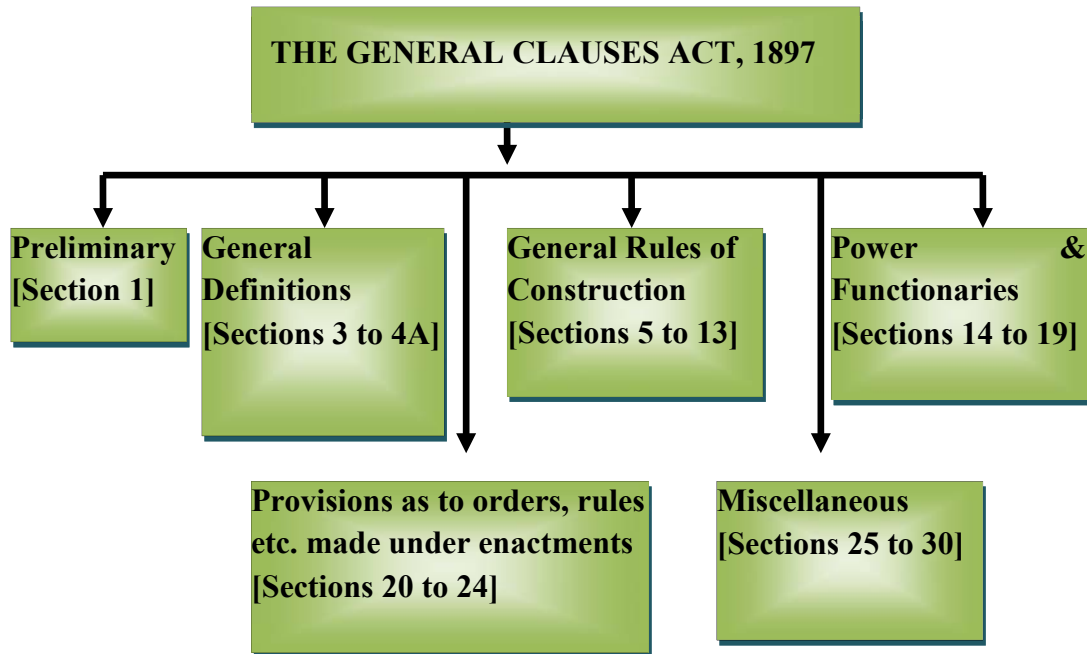 THE GENERAL CLAUSES ACT, 1897
Preliminary
[Section 1]
General
Definitions
[Sections 3 to 4A]
General Rules of
Construction
[Sections 5 to 13]
Power &
Functionaries
[Sections 14 to 19]
Provisions as to orders, rules
etc. made under enactments
[Sections 20 to 24]
Miscellaneous
[Sections 25 to 30]